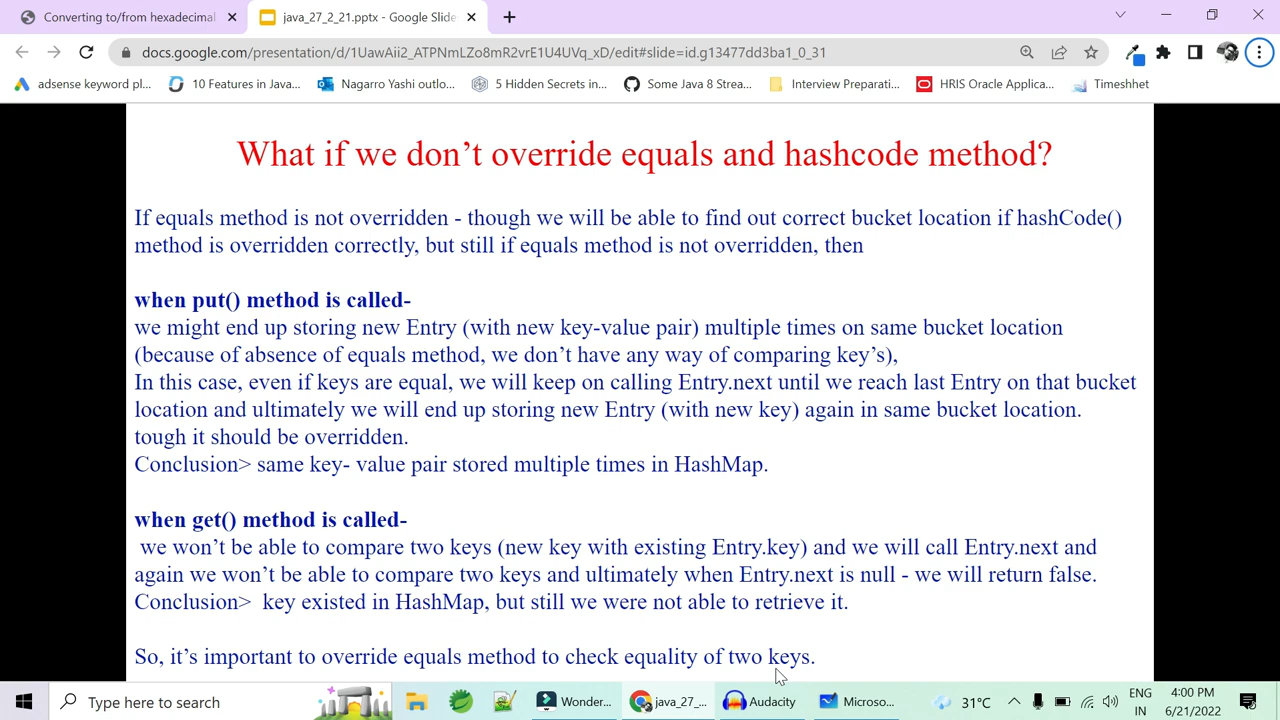 Converting to/from hexadecimal
java_27_2_21.pptx - Google Slide
docs.google.com/presentation/d/1UawAii2_ATPNmLZo8mR2vrE1U4UVq_xD/edit#slide=id.g13477dd3ba1_0_31
adsense keyword pl...
10 Features in Java...
Nagarro Yashi outlo...
5 Hidden Secrets in...
Some Java 8 Strea...
Interview Preparati...
HRIS Oracle Applica...
Timeshhet
What if we don’t override equals and hashcode method?
If equals method is not overridden - though we will be able to find out correct bucket location if hashCode()
method is overridden correctly, but still if equals method is not overridden, then
when put() method is called-
we might end up storing new Entry (with new key-value pair) multiple times on same bucket location
(because of absence of equals method, we don’t have any way of comparing key’s),
In this case, even if keys are equal, we will keep on calling Entry.next until we reach last Entry on that bucket
location and ultimately we will end up storing new Entry (with new key) again in same bucket location.
tough it should be overridden.
Conclusion> same key- value pair stored multiple times in HashMap.
when get() method is called-
we won’t be able to compare two keys (new key with existing Entry.key) and we will call Entry.next and
again we won’t be able to compare two keys and ultimately when Entry.next is null - we will return false.
Conclusion> key existed in HashMap, but still we were not able to retrieve it.
So, it’s important to override equals method to check equality of two keys.
Type here to search
Wonder...
java_27_...
Audacity
Microso...
31°C
ENG
IN
4:00 PM
6/21/2022